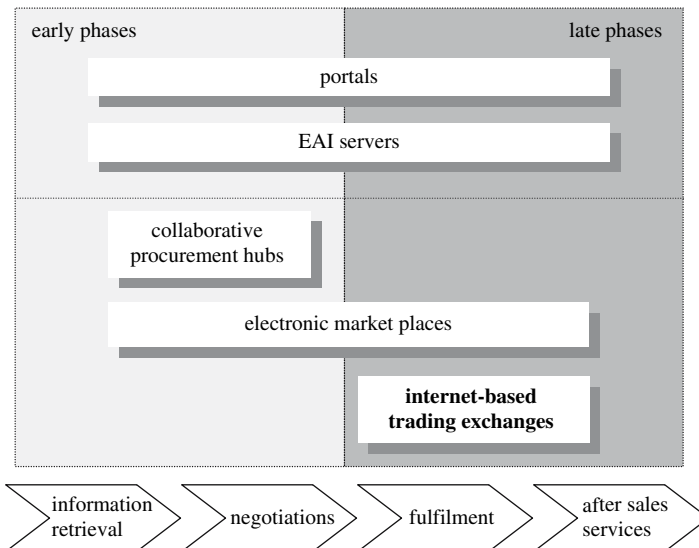 early phases
late phases
portals
EAI servers
collaborative
procurement hubs
electronic market places
internet-based
trading exchanges
information
retrieval
negotiations
fulfilment
after sales
services